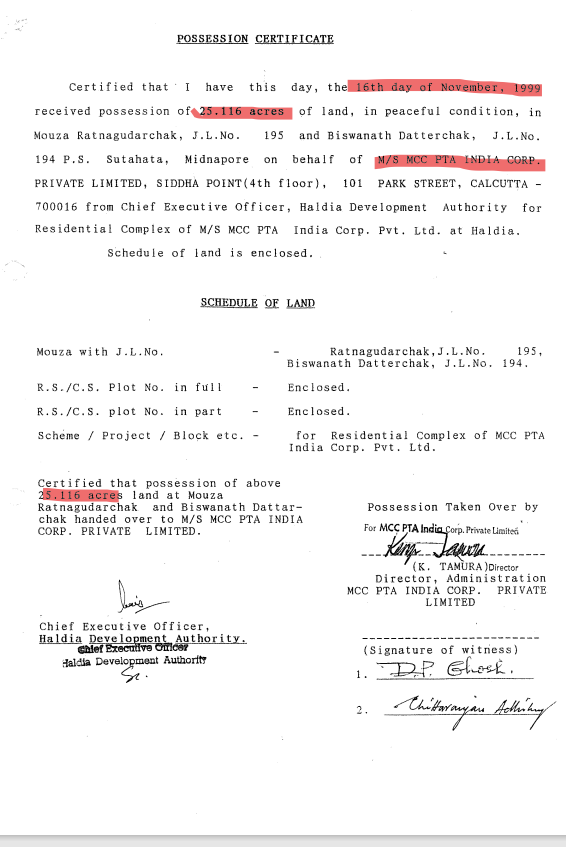 POSSESSION CERTIFICATE
Certified that I have this day, the 16th day of November, 1999
received possession of 25.116 acres of land, in peaceful condition, in
Mouza Ratnagudarchak, J.L.No. 195 and Biswanath Datterchak, J.L.No.
194 P.S. Sutahata, Midnapore on behalf of M/S MCC PTA INDIA CORP.
PRIVATE LIMITED, SIDDHA POINT(4th floor), 101 PARK STREET, CALCUTTA -
700016 from Chief Executive Officer, Haldia Development Authority for
Residential Complex of M/S MCC PTA India Corp. Pvt. Ltd. at Haldia.
Schedule of land is enclosed.
SCHEDULE OF LAND
Mouza with J.L.No. - Ratnagudarchak,J.L.No. 195,
Biswanath Datterchak, J.L.No. 194.
R.S./C.S. Plot No. in full - Enclosed.
R.S./C.S. plot No. in part - Enclosed.
Scheme / Project / Block etc. - for Residential Complex of MCC PTA
India Corp. Pvt. Ltd.
Certified that possession of above
25.116 acres land at Mouza
Ratnagudarchak and Biswanath Dattar-
chak handed over to M/S MCC PTA INDIA
CORP. PRIVATE LIMITED.
Possession Taken Over by
For MCC PTA India Corp. Private Limited
Kenji Tamura
(K. TAMURA) Director
Director, Administration
MCC PTA INDIA CORP. PRIVATE
LIMITED
Chief Executive Officer,
Haldia Development Authority.
Chief Executive Officer
Haldia Development Authority
(Signature of witness)
1. D.P. Ghosh.
2. Chittaranjan Adhikary